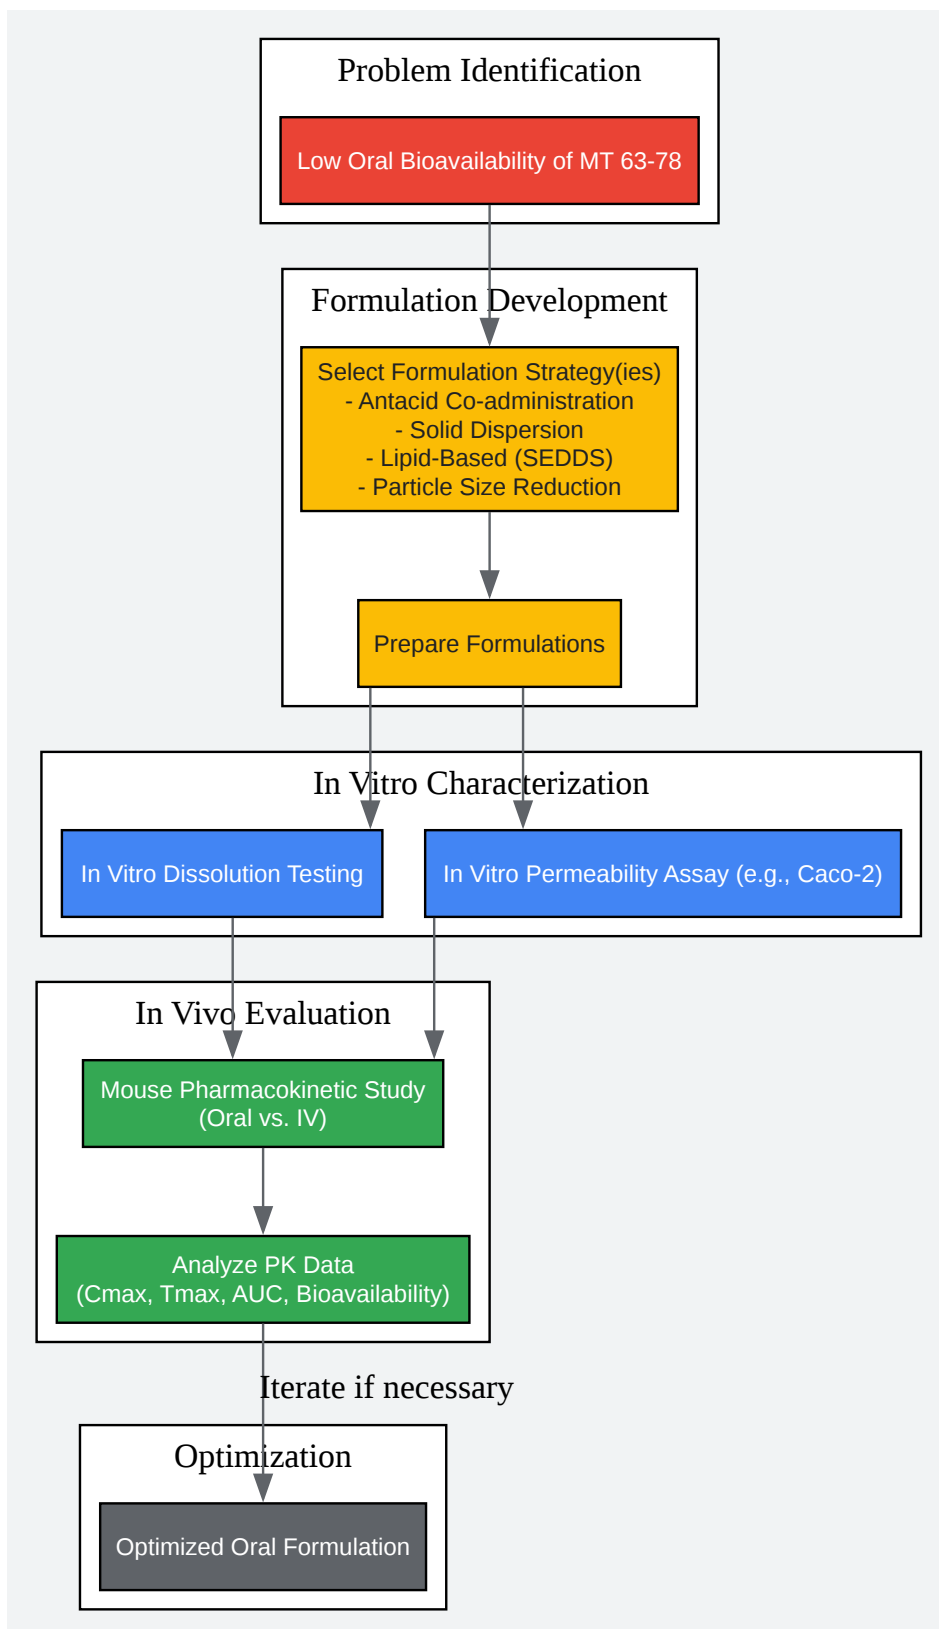 Problem Identification
Low Oral Bioavailability of MT 63-78
Formulation Development
Select Formulation Strategy(ies)
- Antacid Co-administration
- Solid Dispersion
- Lipid-Based (SEDDS)
- Particle Size Reduction
Prepare Formulations
In Vitro Characterization
In Vitro Dissolution Testing
In Vitro Permeability Assay (e.g., Caco-2)
In Vivo Evaluation
Mouse Pharmacokinetic Study
(Oral vs. IV)
Analyze PK Data
(Cmax, Tmax, AUC, Bioavailability)
Iterate if necessary
Optimization
Optimized Oral Formulation